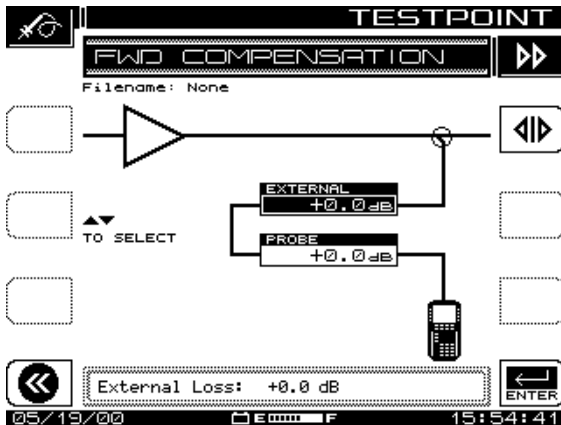 TESTPOINT
FWD COMPENSATION
Filename: None
EXTERNAL
+0.0dB
TO SELECT
PROBE
+0.0dB
External Loss: +0.0 dB
ENTER
05/19/00 E F 15:54:41